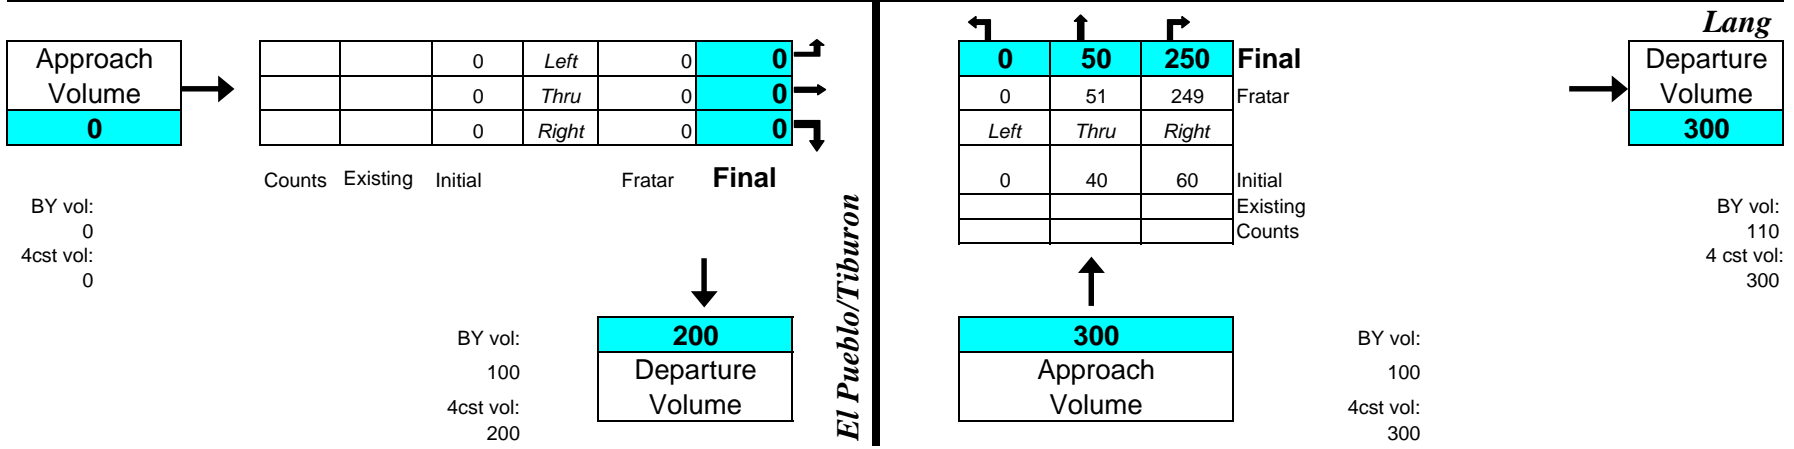 Lang
Approach
Volume
0
0 Left 0 0
0 Thru 0 0
0 Right 0 0
Counts Existing Initial Fratar Final
BY vol:
0
4cst vol:
0
BY vol:
100
4cst vol:
200
200
Departure
Volume
El Pueblo/Tiburon
0 50 250 Final
0 51 249 Fratar
Left Thru Right
0 40 60 Initial
Existing
Counts
300
Approach
Volume
BY vol:
100
4cst vol:
300
Departure
Volume
300
BY vol:
110
4 cst vol:
300